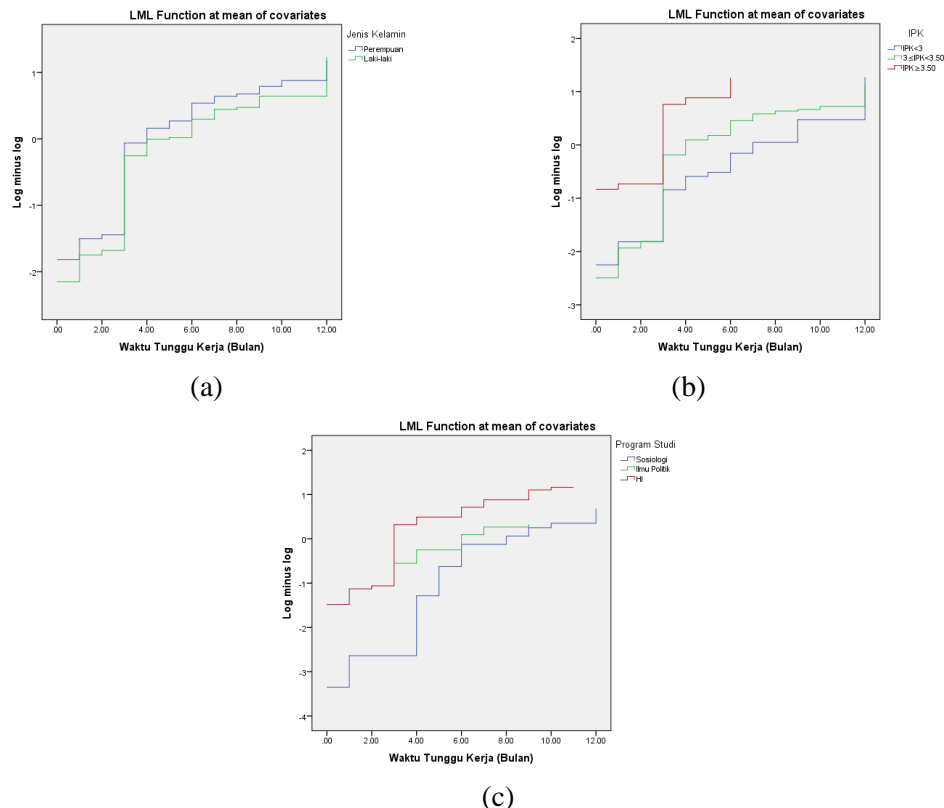 LML Function at mean of covariates
Jenis Kelamin
Perempuan
Laki-laki
Log minus log
1
0
-1
-2
.00 2.00 4.00 6.00 8.00 10.00 12.00
Waktu Tunggu Kerja (Bulan)
(a)
LML Function at mean of covariates
IPK
IPK<3
3≤IPK<3.50
IPK≥3.50
Log minus log
2
1
0
-1
-2
-3
.00 2.00 4.00 6.00 8.00 10.00 12.00
Waktu Tunggu Kerja (Bulan)
(b)
LML Function at mean of covariates
Program Studi
Sosiologi
Ilmu Politik
HI
Log minus log
2
1
0
-1
-2
-3
-4
.00 2.00 4.00 6.00 8.00 10.00 12.00
Waktu Tunggu Kerja (Bulan)
(c)